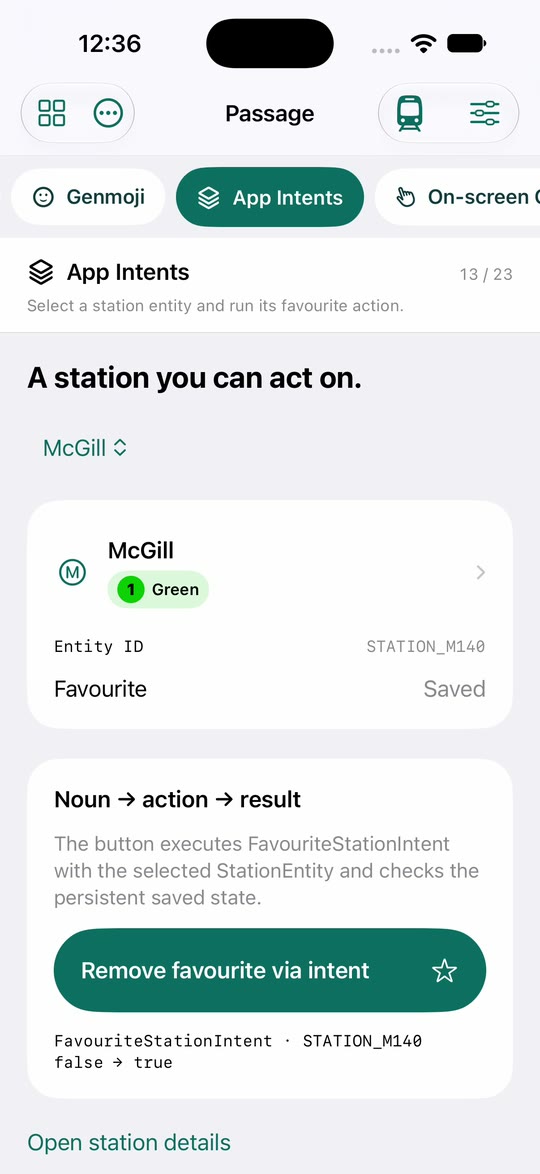 12:36
Passage
Genmoji
App Intents
On-screen
App Intents
13 / 23
Select a station entity and run its favourite action.
A station you can act on.
McGill
M
McGill
1 Green
Entity ID
STATION_M140
Favourite
Saved
Noun → action → result
The button executes FavouriteStationIntent
with the selected StationEntity and checks the
persistent saved state.
Remove favourite via intent
FavouriteStationIntent · STATION_M140
false → true
Open station details